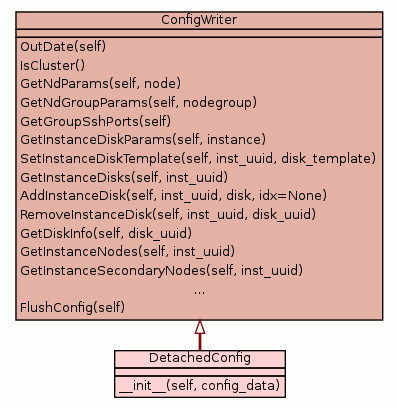 ConfigWriter
OutDate(self)
IsCluster()
GetNdParams(self, node)
GetNdGroupParams(self, nodegroup)
GetGroupSshPorts(self)
GetInstanceDiskParams(self, instance)
SetInstanceDiskTemplate(self, inst_uuid, disk_template)
GetInstanceDisks(self, inst_uuid)
AddInstanceDisk(self, inst_uuid, disk, idx=None)
RemoveInstanceDisk(self, inst_uuid, disk_uuid)
GetDiskInfo(self, disk_uuid)
GetInstanceNodes(self, inst_uuid)
GetInstanceSecondaryNodes(self, inst_uuid)
...
FlushConfig(self)
DetachedConfig
__init__(self, config_data)